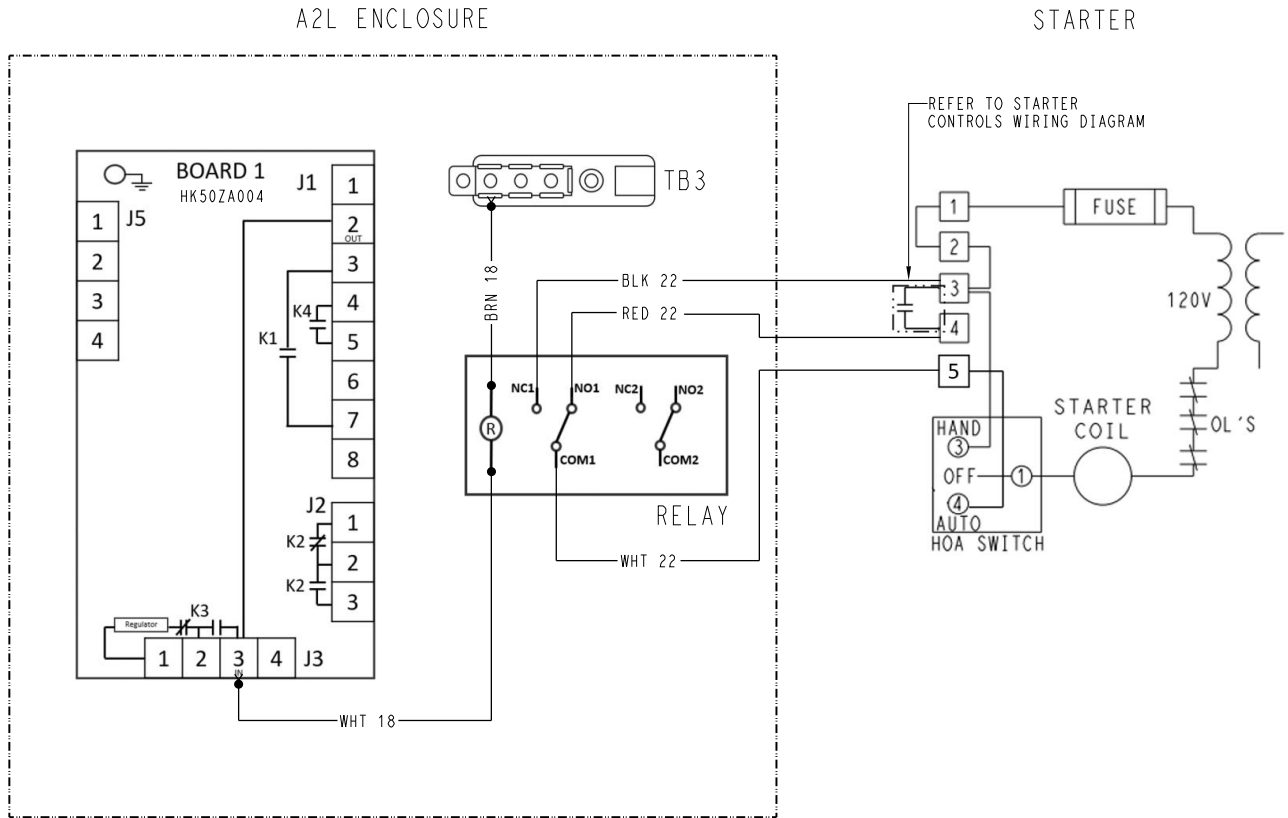 A2L ENCLOSURE
STARTER
REFER TO STARTER
CONTROLS WIRING DIAGRAM
BOARD 1
HK50ZA004
J5
1
2
3
4
J1
1
2
OUT
3
4
5
6
7
8
K4
K1
J2
1
2
3
K2
K2
K3
Regulator
1
2
3
IN
4
J3
WHT 18
TB3
BRN 18
BLK 22
RED 22
NC1
NO1
NC2
NO2
R
COM1
COM2
RELAY
WHT 22
1
2
3
4
5
FUSE
120V
OL'S
STARTER
COIL
HAND
3
OFF
1
4
AUTO
HOA SWITCH